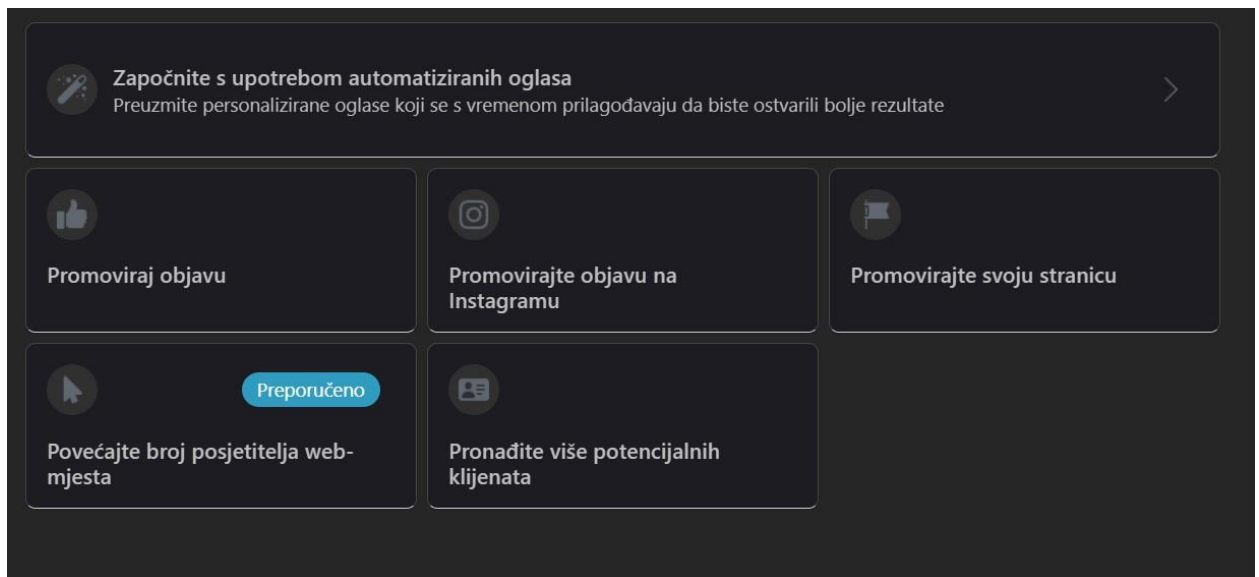 Započnite s upotrebom automatiziranih oglasa
Preuzmite personalizirane oglase koji se s vremenom prilagođavaju da biste ostvarili bolje rezultate
Promoviraj objavu
Promovirajte objavu na
Instagramu
Promovirajte svoju stranicu
Preporučeno
Povećajte broj posjetitelja web-
mjesta
Pronađite više potencijalnih
klijenata